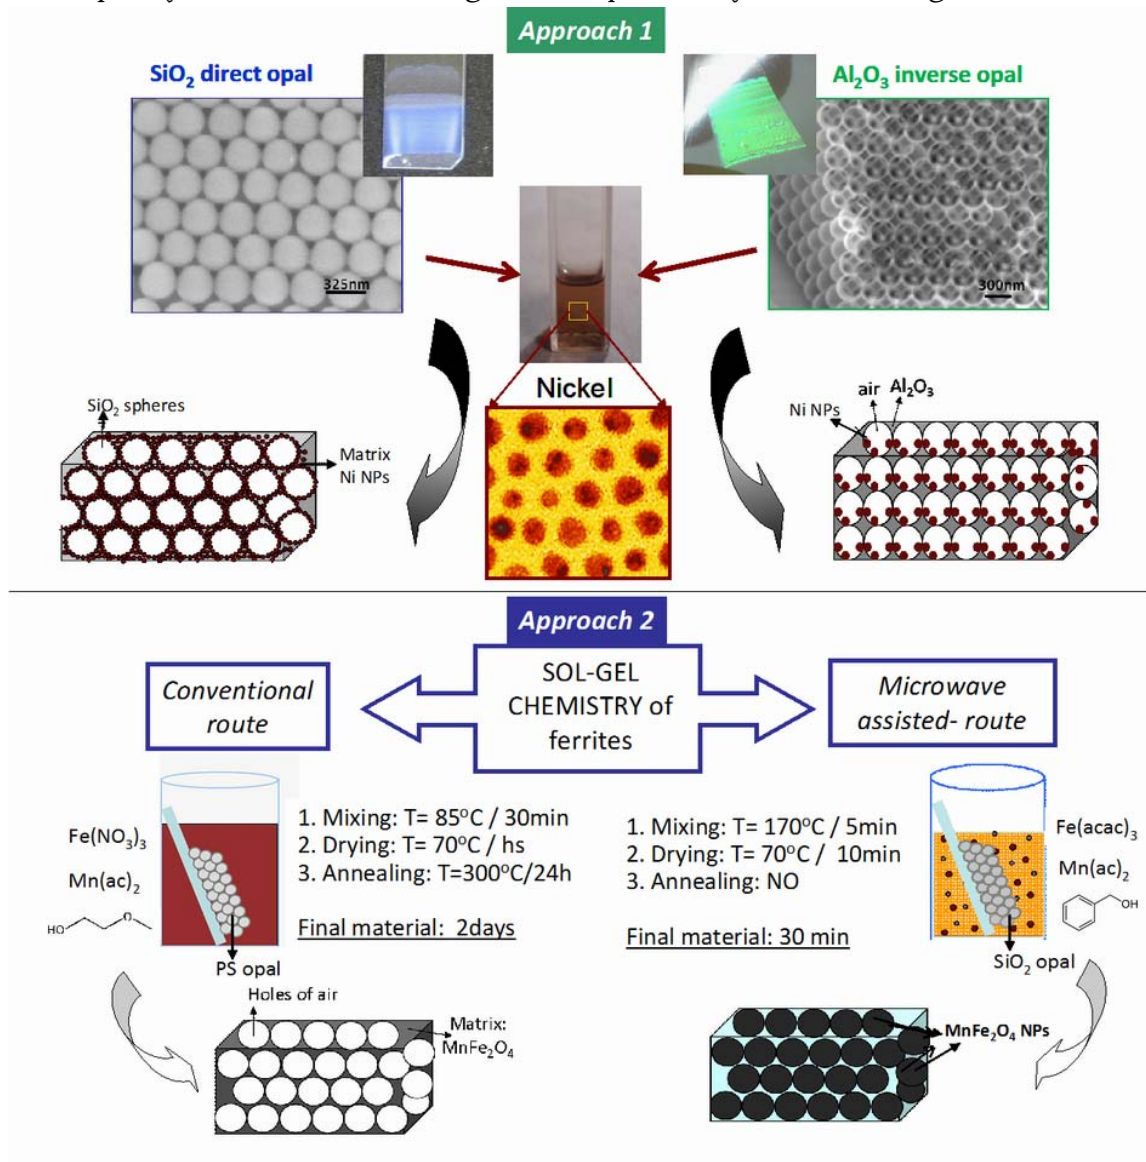 Approach 1
SiO₂ direct opal
Al₂O₃ inverse opal
325nm
300nm
Nickel
SiO₂ spheres
Matrix
Ni NPs
air
Al₂O₃
Ni NPs
Approach 2
Conventional
route
SOL-GEL
CHEMISTRY of
ferrites
Microwave
assisted- route
Fe(NO₃)₃
Mn(ac)₂
HO
O
1. Mixing: T= 85°C / 30min
2. Drying: T= 70°C / hs
3. Annealing: T=300°C/24h
Final material: 2days
PS opal
1. Mixing: T= 170°C / 5min
2. Drying: T= 70°C / 10min
3. Annealing: NO
Final material: 30 min
Fe(acac)₃
Mn(ac)₂
OH
SiO₂ opal
Holes of air
Matrix:
MnFe₂O₄
MnFe₂O₄ NPs